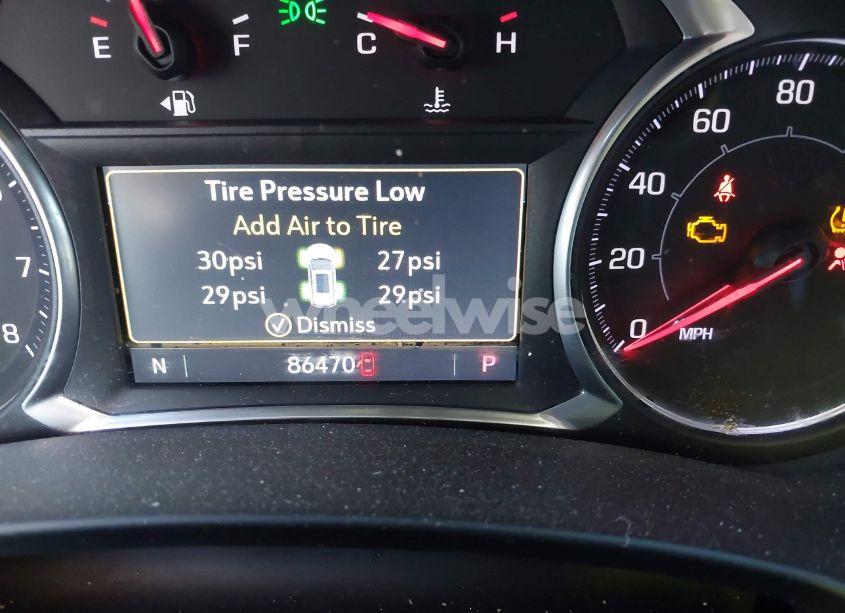 E F C H
80
60
40
20
0
MPH
7
8
Tire Pressure Low
Add Air to Tire
30psi 27psi
29psi 29psi
Dismiss
wheelwise
N 86470 P